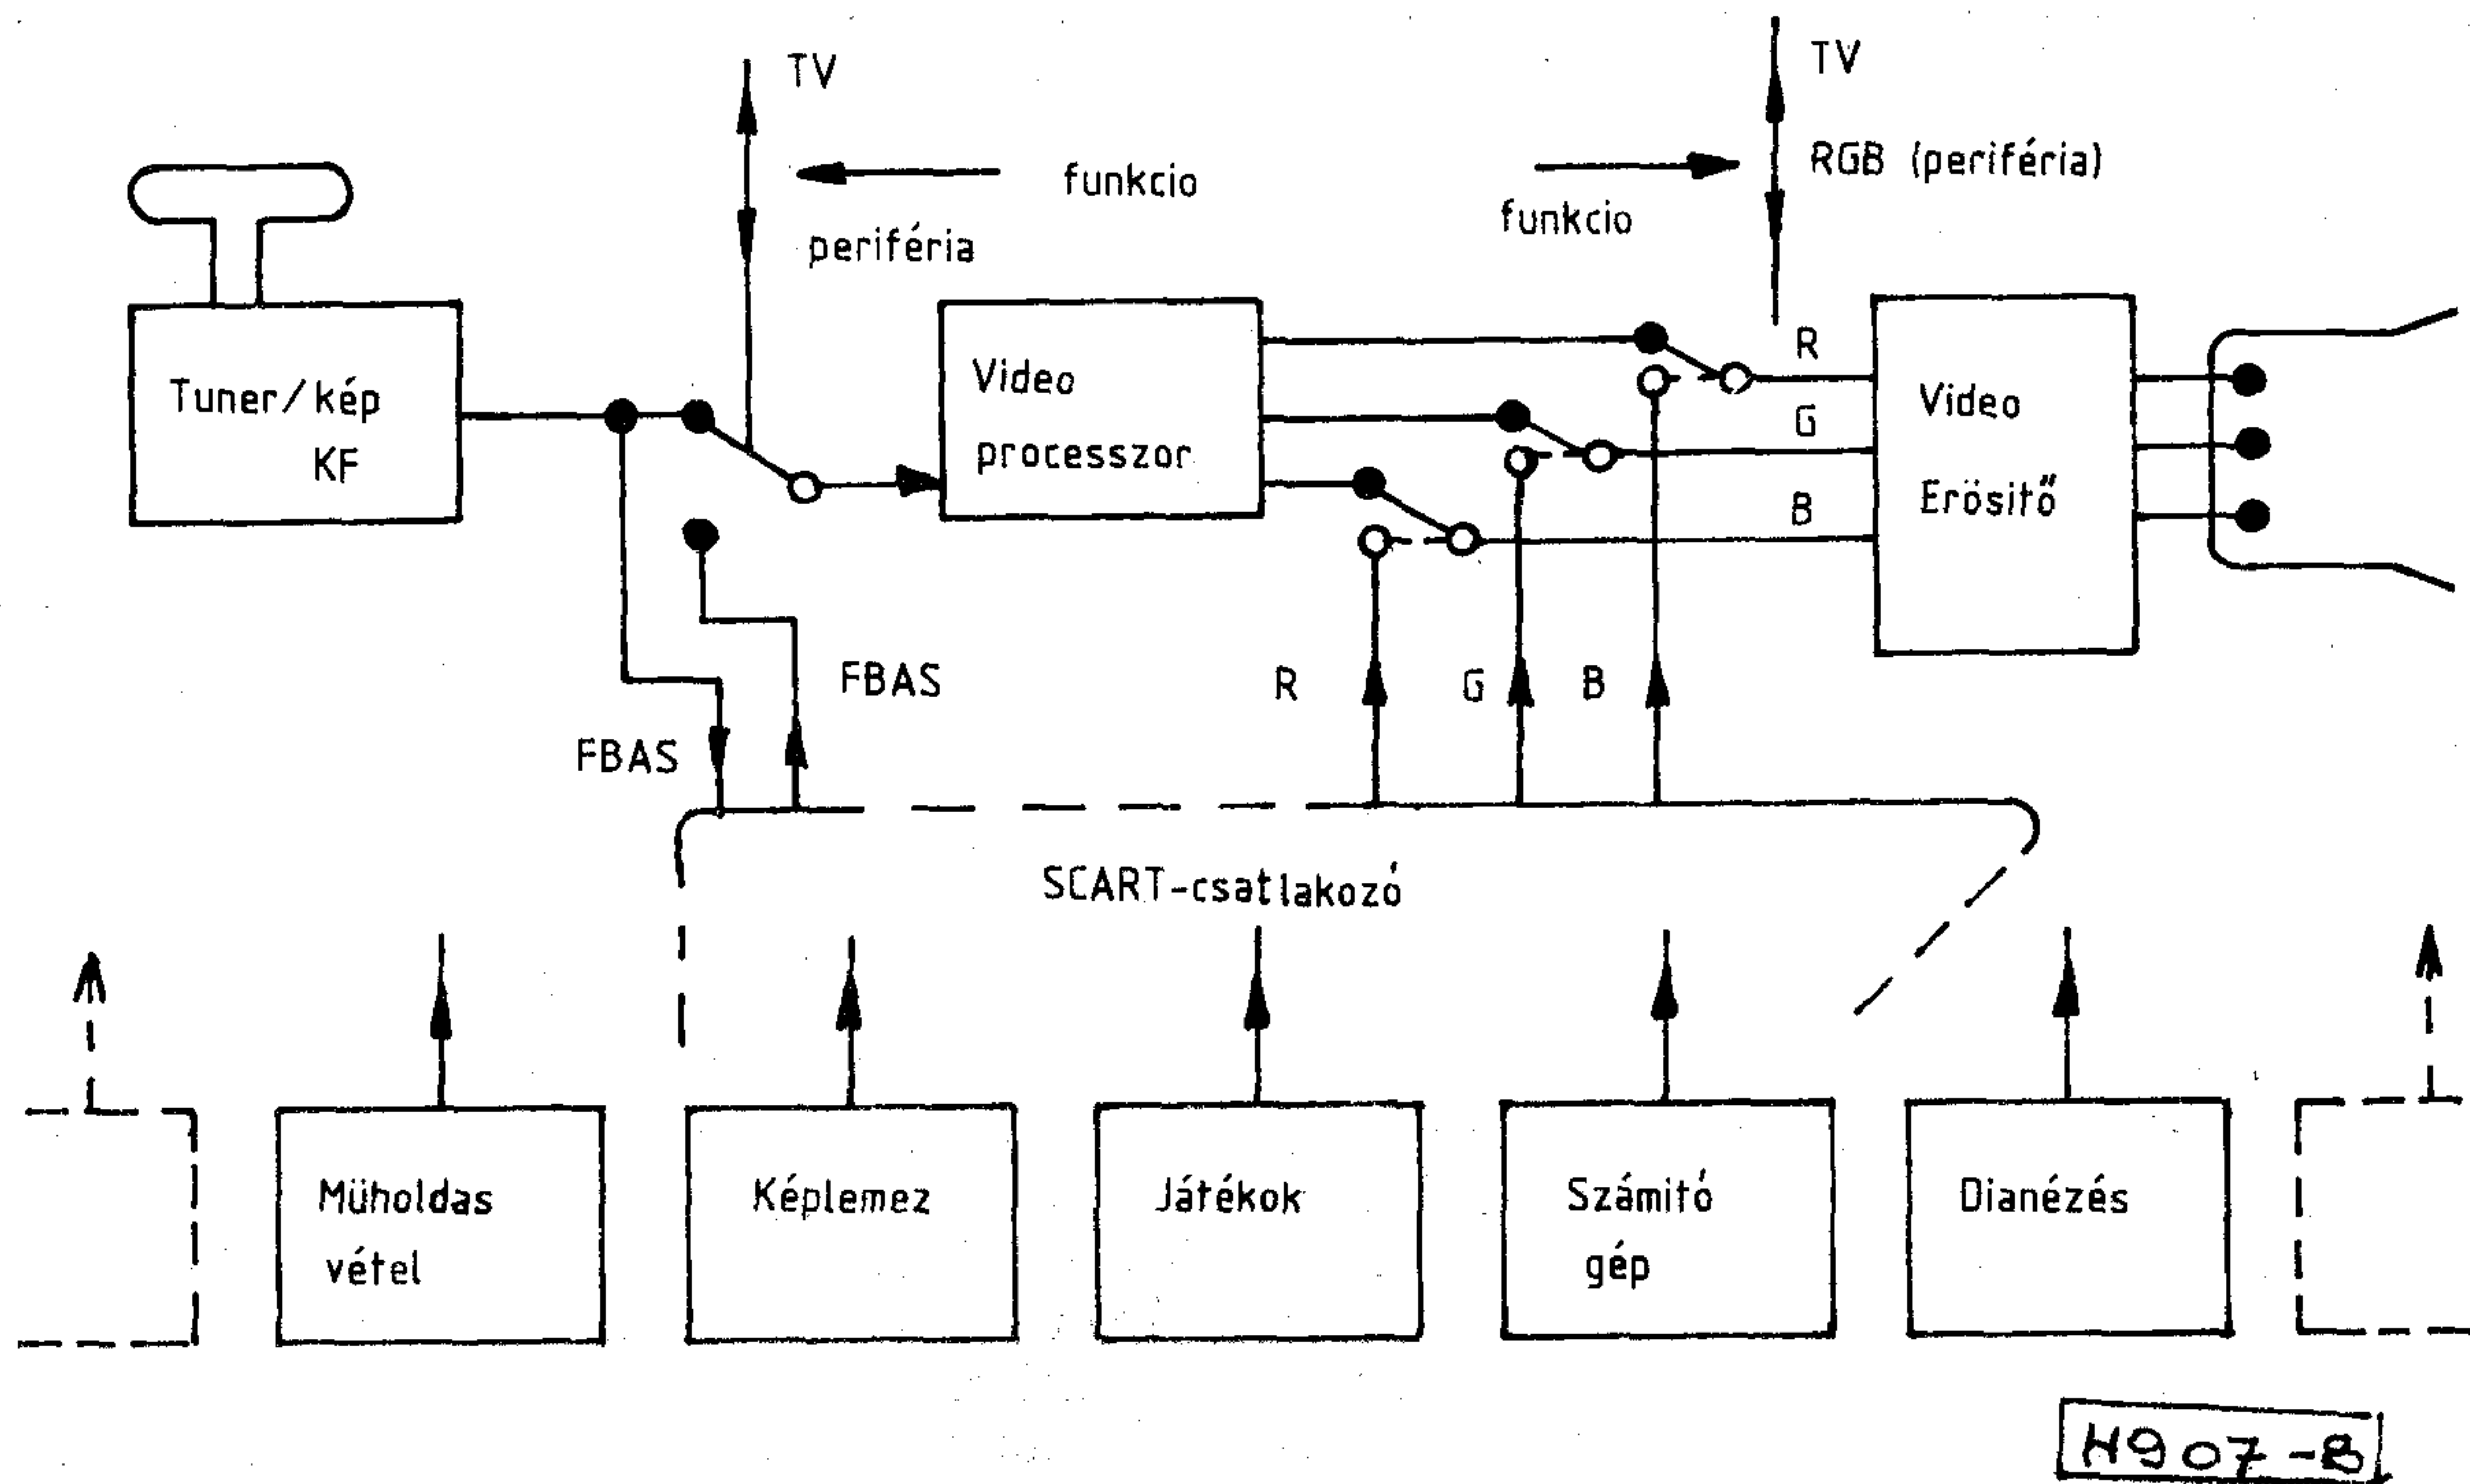 TV
TV
funkcio
RGB (periféria)
funkcio
periféria
Tuner/kép
KF
Video
processzor
R
G
B
Video
Erösitő
FBAS
FBAS
R
G
B
SCART-csatlakozó
Müholdas
vétel
Képlemez
Játékok
Számitó
gép
Dianézés
H907-B